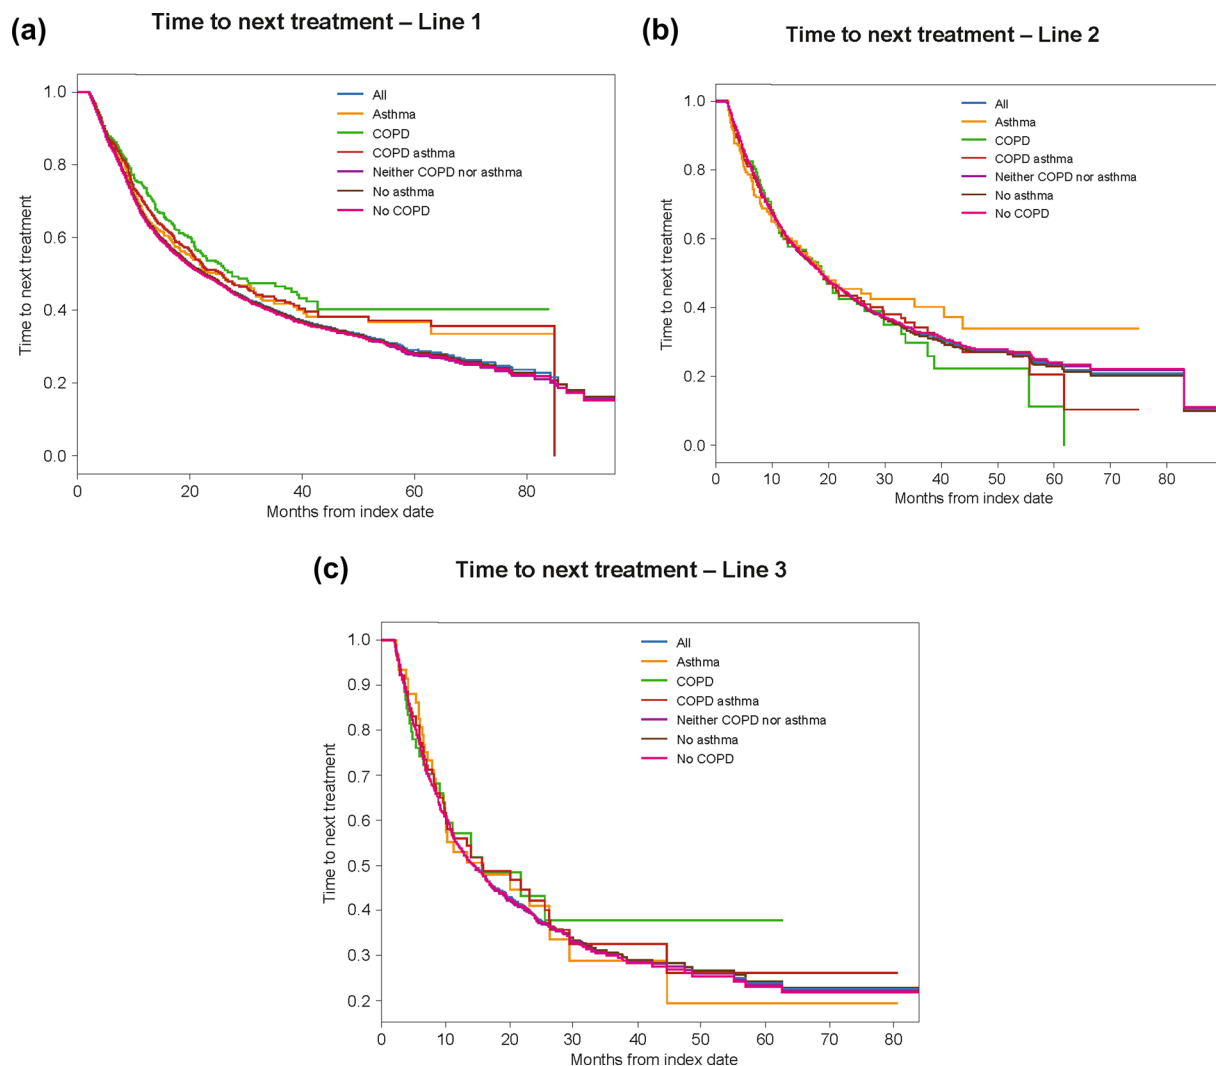 (a)
Time to next treatment – Line 1
Time to next treatment
1.0
0.8
0.6
0.4
0.2
0.0
All
Asthma
COPD
COPD asthma
Neither COPD nor asthma
No asthma
No COPD
0 20 40 60 80
Months from index date
(b)
Time to next treatment – Line 2
Time to next treatment
1.0
0.8
0.6
0.4
0.2
0.0
All
Asthma
COPD
COPD asthma
Neither COPD nor asthma
No asthma
No COPD
0 10 20 30 40 50 60 70 80
Months from index date
(c)
Time to next treatment – Line 3
Time to next treatment
1.0
0.9
0.8
0.7
0.6
0.5
0.4
0.3
0.2
All
Asthma
COPD
COPD asthma
Neither COPD nor asthma
No asthma
No COPD
0 10 20 30 40 50 60 70 80
Months from index date